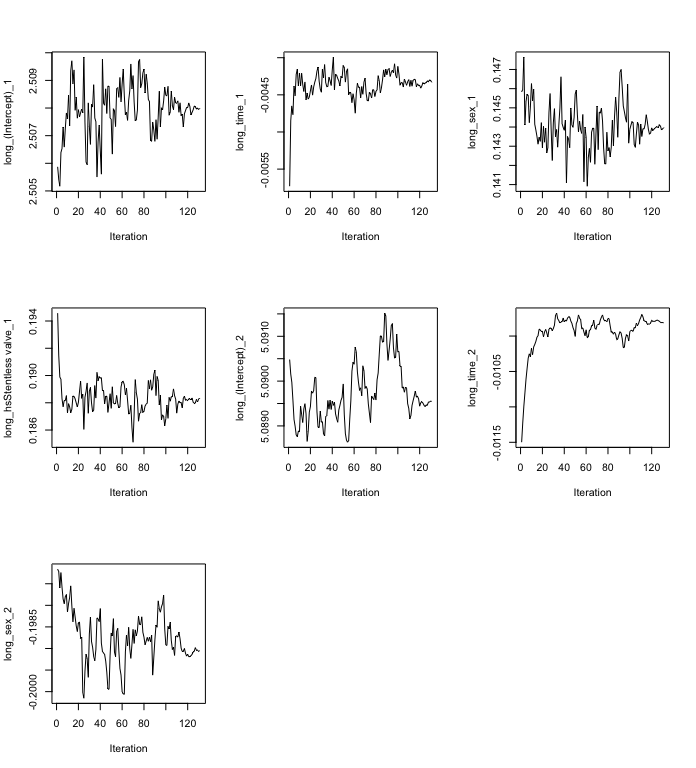 long_(Intercept)_1
2.505 2.507 2.509
0 20 40 60 80 120
Iteration
long_time_1
-0.0055 -0.0045
0 20 40 60 80 120
Iteration
long_sex_1
0.141 0.143 0.145 0.147
0 20 40 60 80 120
Iteration
long_hsStentless valve_1
0.186 0.190 0.194
0 20 40 60 80 120
Iteration
long_(Intercept)_2
5.0890 5.0900 5.0910
0 20 40 60 80 120
Iteration
long_time_2
-0.0115 -0.0105
0 20 40 60 80 120
Iteration
long_sex_2
-0.2000 -0.1985
0 20 40 60 80 120
Iteration